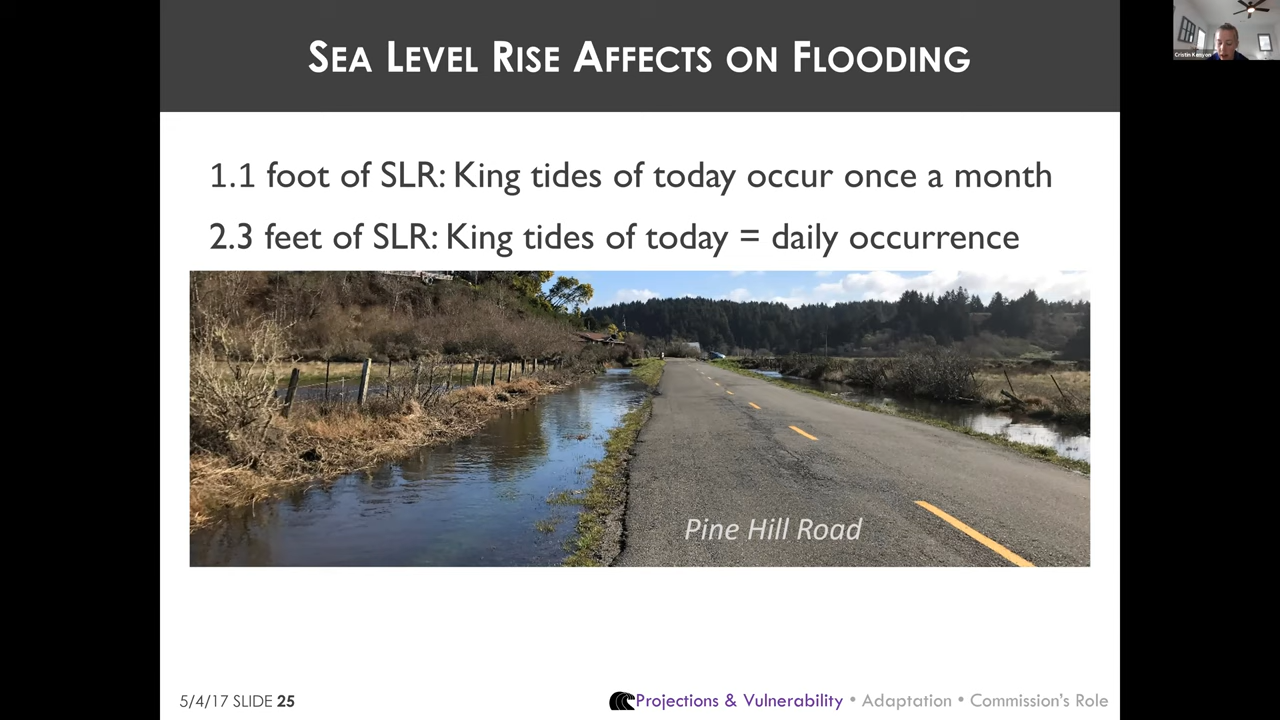 SEA LEVEL RISE AFFECTS ON FLOODING
Cristin Kenyon
1.1 foot of SLR: King tides of today occur once a month
2.3 feet of SLR: King tides of today = daily occurrence
Pine Hill Road
5/4/17 SLIDE 25
Projections & Vulnerability • Adaptation • Commission's Role